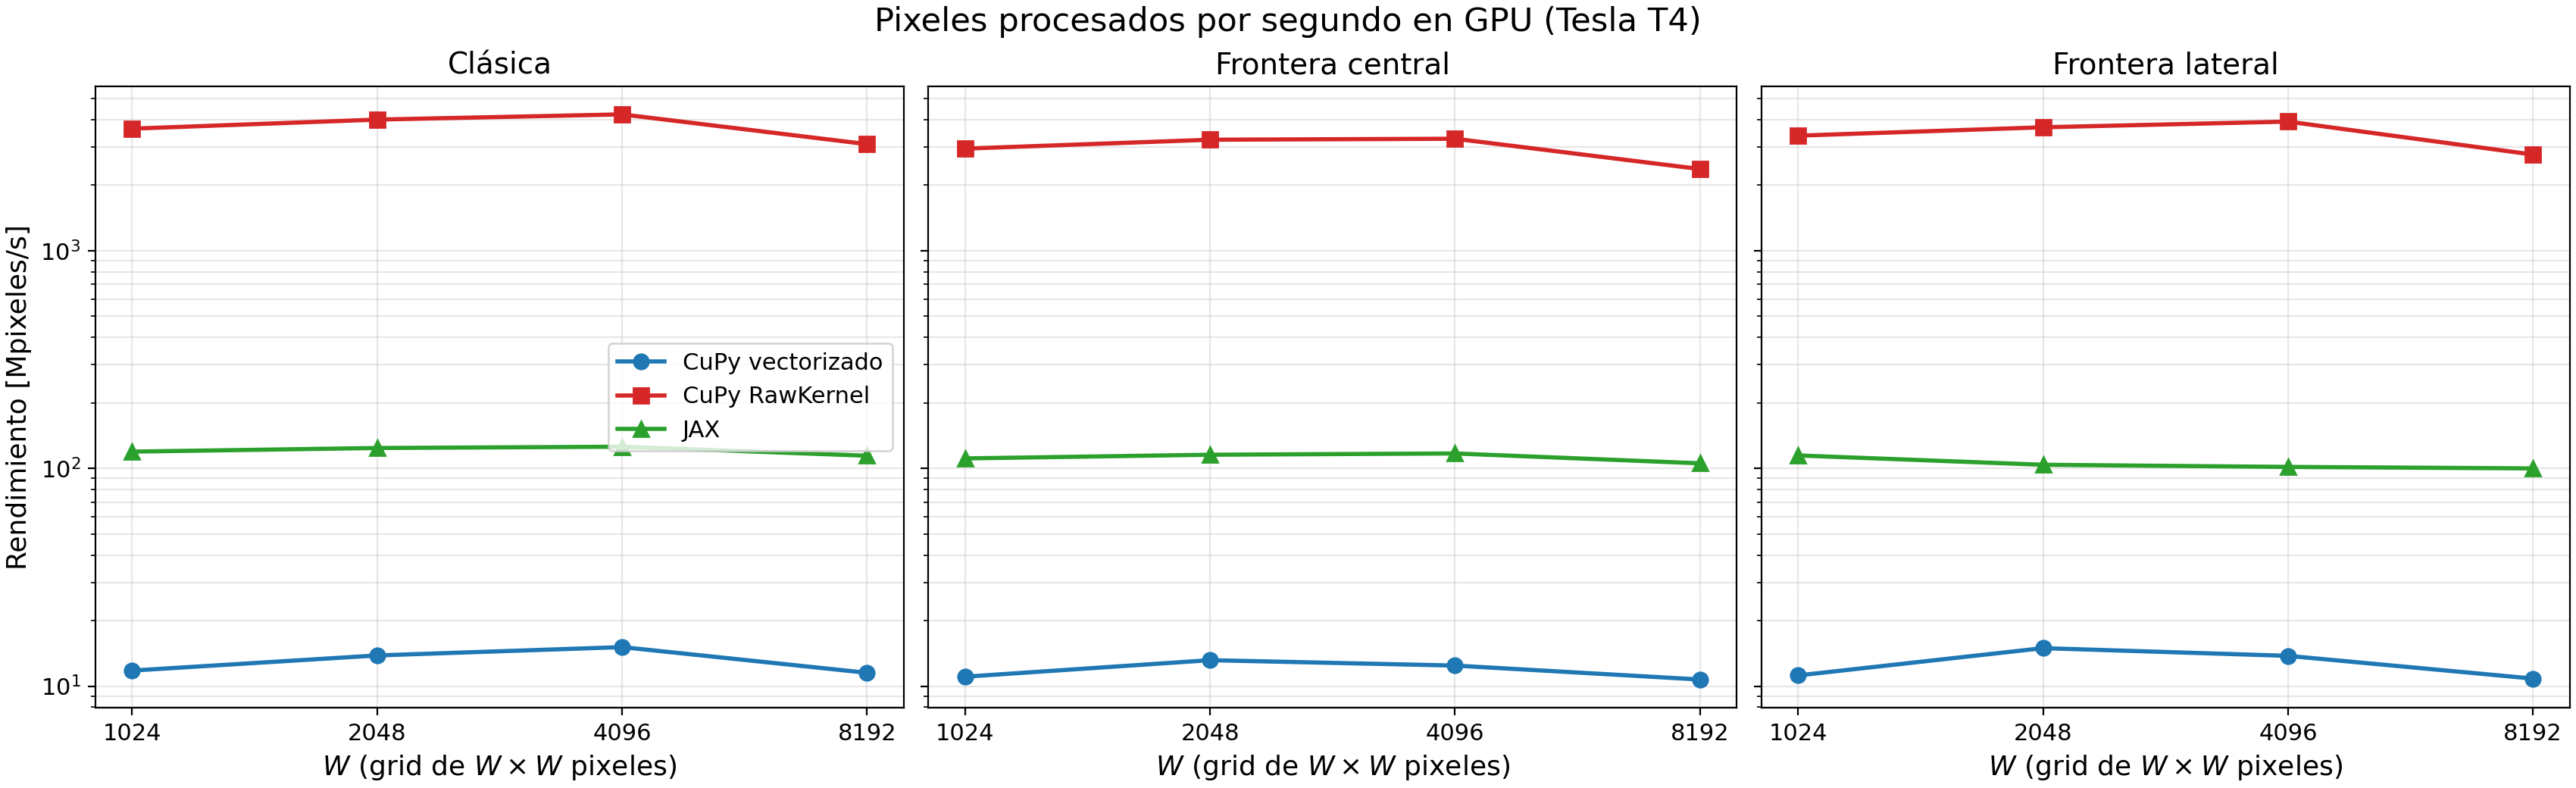 Pixeles procesados por segundo en GPU (Tesla T4)
Clásica
Frontera central
Frontera lateral
Rendimiento [Mpixeles/s]
10³
10²
10¹
CuPy vectorizado
CuPy RawKernel
JAX
1024 2048 4096 8192
1024 2048 4096 8192
1024 2048 4096 8192
W (grid de W × W pixeles)
W (grid de W × W pixeles)
W (grid de W × W pixeles)